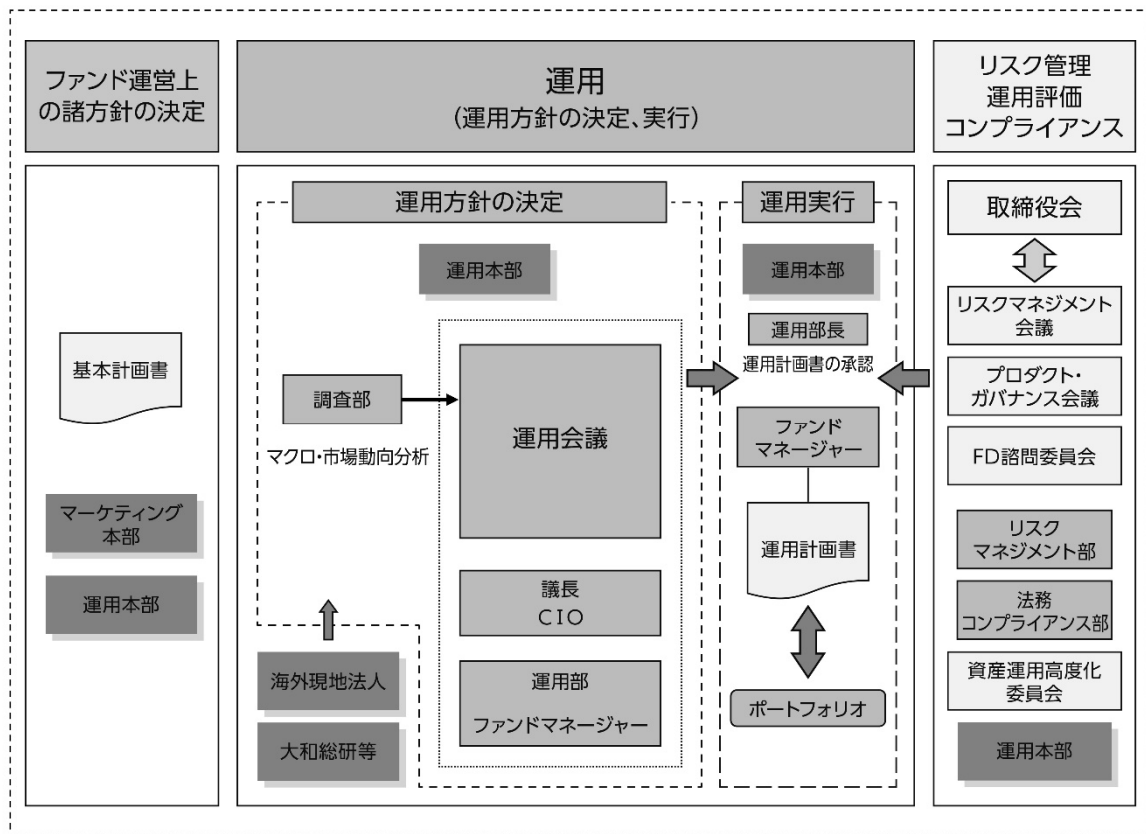 ファンド運営上
の諸方針の決定
基本計画書
マーケティング
本部
運用本部
運用
(運用方針の決定、実行)
運用方針の決定
運用本部
調査部
マクロ・市場動向分析
運用会議
議長
CIO
運用部
ファンドマネージャー
海外現地法人
大和総研等
運用実行
運用本部
運用部長
運用計画書の承認
ファンド
マネージャー
運用計画書
ポートフォリオ
リスク管理
運用評価
コンプライアンス
取締役会
リスクマネジメント
会議
プロダクト・
ガバナンス会議
FD諮問委員会
リスク
マネジメント部
法務
コンプライアンス部
資産運用高度化
委員会
運用本部